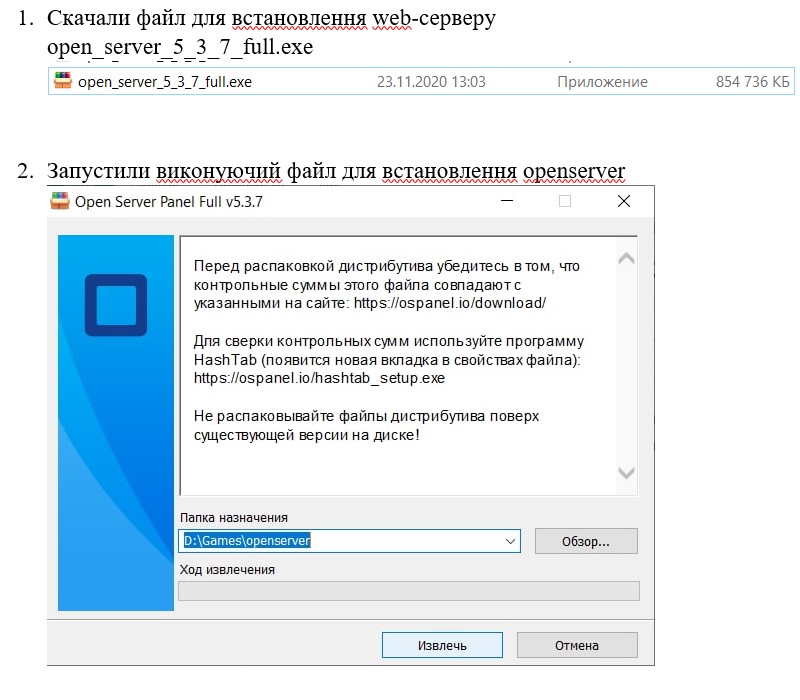 1. Скачали файл для встановлення web-серверу
open_server_5_3_7_full.exe
open_server_5_3_7_full.exe 23.11.2020 13:03 Приложение 854 736 КБ
2. Запустили виконуючий файл для встановлення openserver
Open Server Panel Full v5.3.7
Перед распаковкой дистрибутива убедитесь в том, что
контрольные суммы этого файла совпадают с
указанными на сайте: https://ospanel.io/download/
Для сверки контрольных сумм используйте программу
HashTab (появится новая вкладка в свойствах файла):
https://ospanel.io/hashtab_setup.exe
Не распаковывайте файлы дистрибутива поверх
существующей версии на диске!
Папка назначения
D:\Games\openserver
Обзор...
Ход извлечения
Извлечь
Отмена